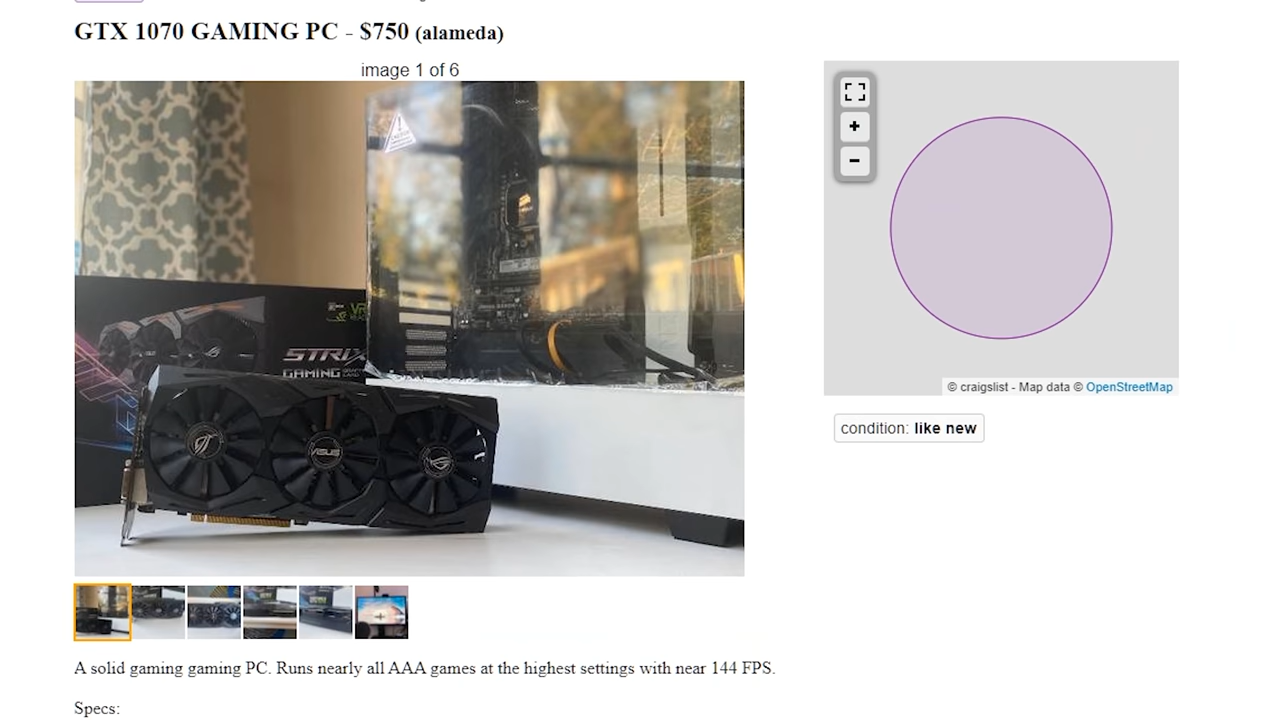 GTX 1070 GAMING PC - $750 (alameda)
image 1 of 6
+
−
STRIX
GAMING
ASUS
© craigslist - Map data © OpenStreetMap
condition: like new
A solid gaming gaming PC. Runs nearly all AAA games at the highest settings with near 144 FPS.
Specs: